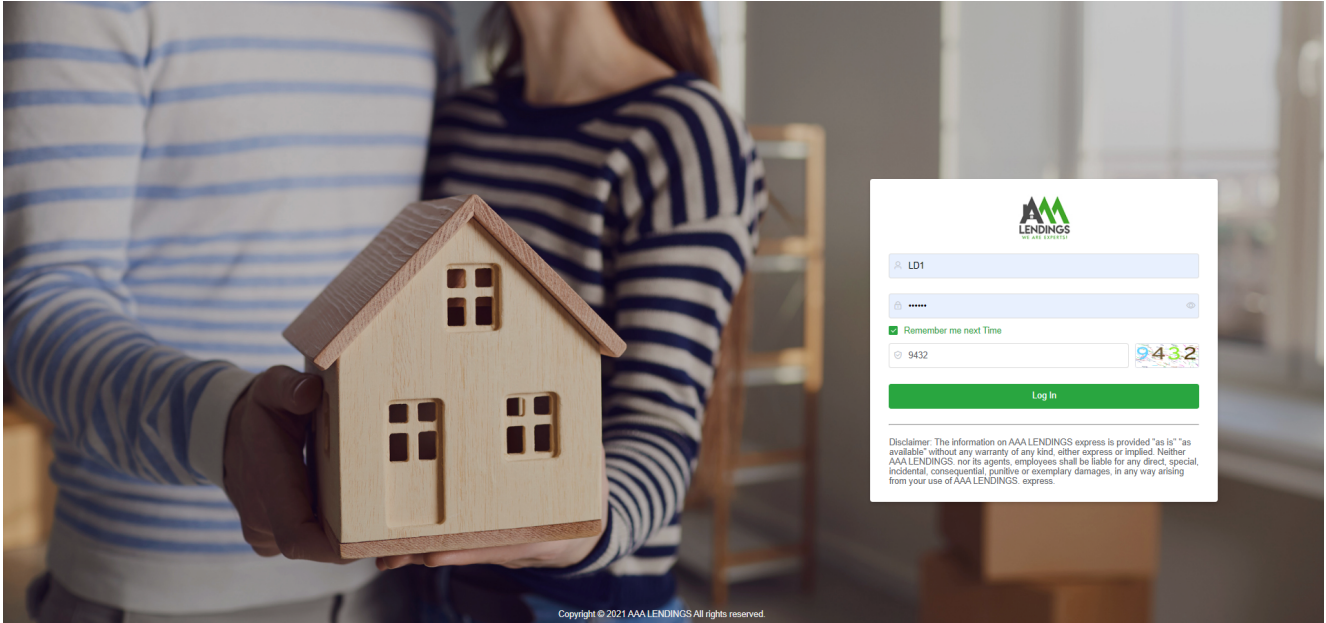 AAA
LENDINGS
WE ARE EXPERTS!
LD1
••••••
Remember me next Time
9432
9432
Log In
Disclaimer: The information on AAA LENDINGS express is provided "as is" "as
available" without any warranty of any kind, either express or implied. Neither
AAA LENDINGS. nor its agents, employees shall be liable for any direct, special,
incidental, consequential, punitive or exemplary damages, in any way arising
from your use of AAA LENDINGS. express.
Copyright © 2021 AAA LENDINGS All rights reserved.